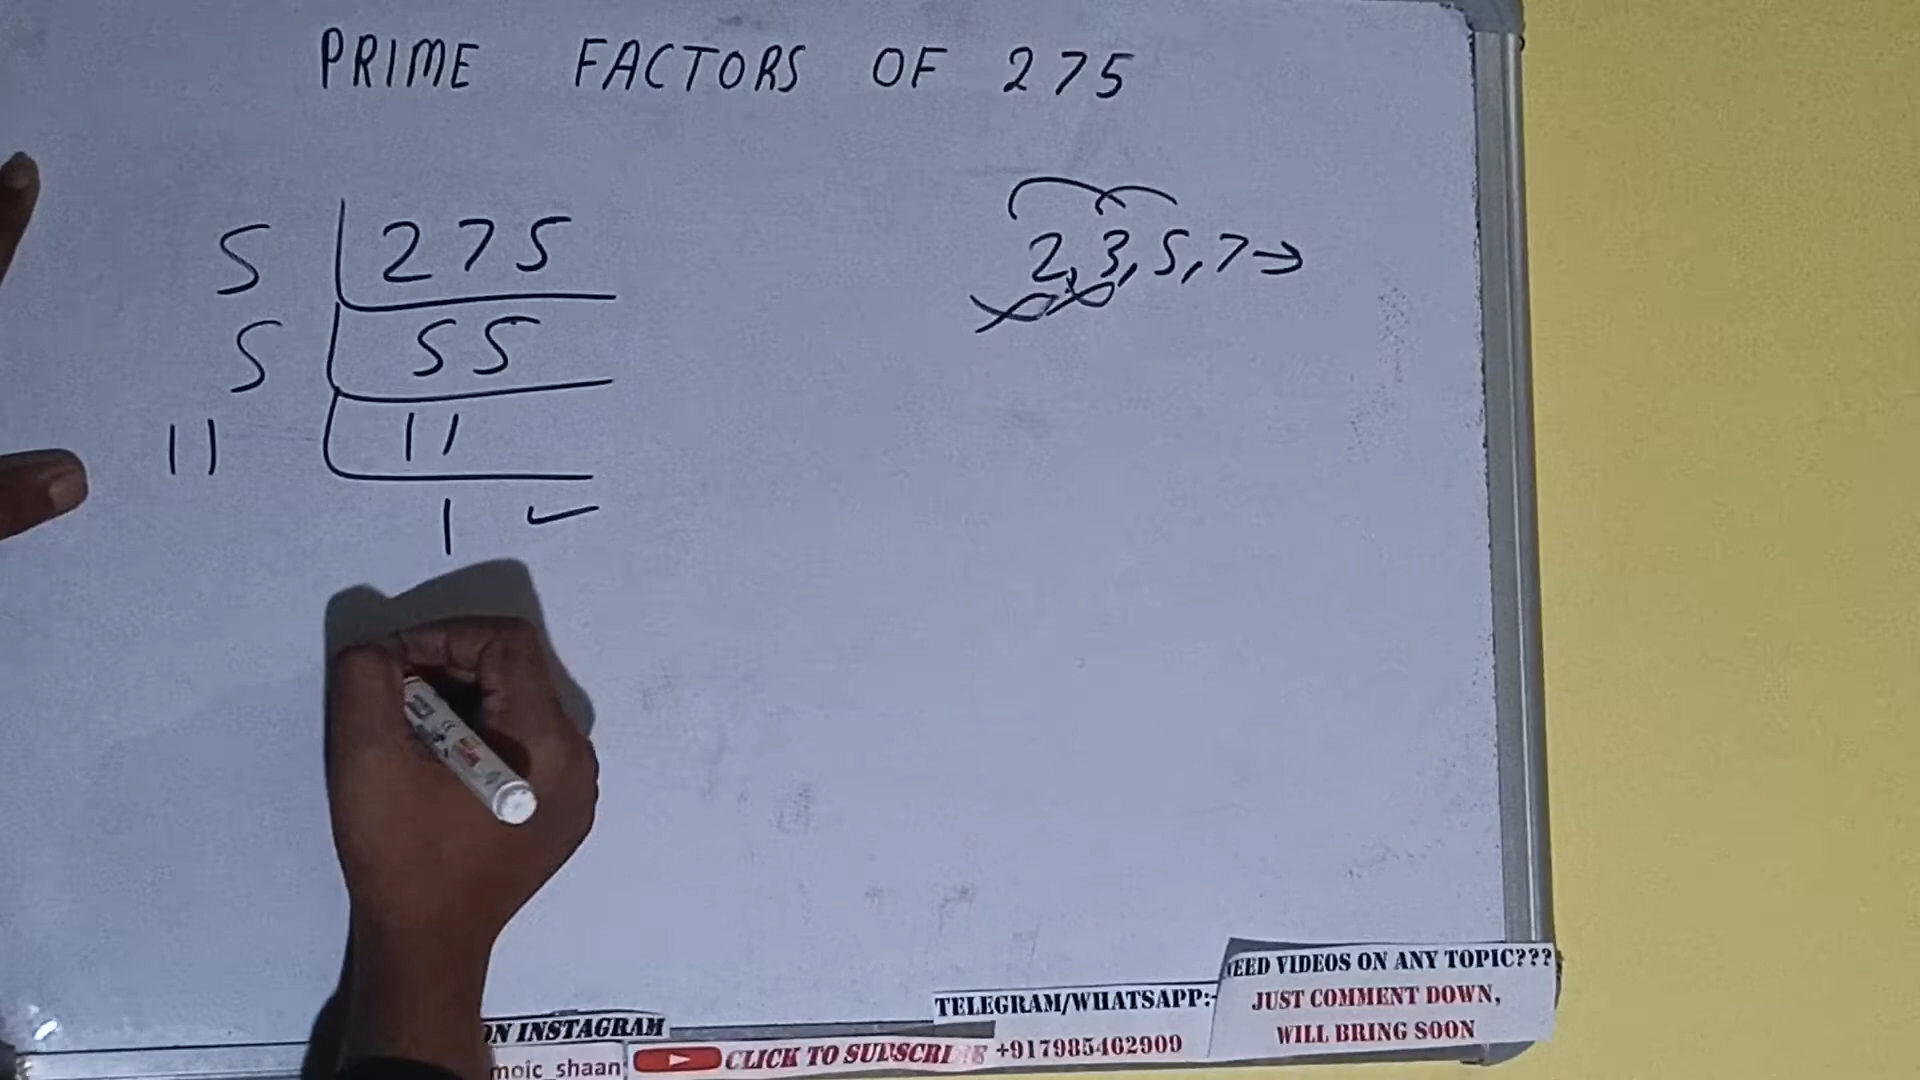 PRIME FACTORS OF 275
5 275
5 55
11 11
1
2, 3, 5, 7 →
EED VIDEOS ON ANY TOPIC???
JUST COMMENT DOWN,
WILL BRING SOON
TELEGRAM/WHATSAPP:-
+917985462909
ON INSTAGRAM
moic_shaan
CLICK TO SUBSCRIBE